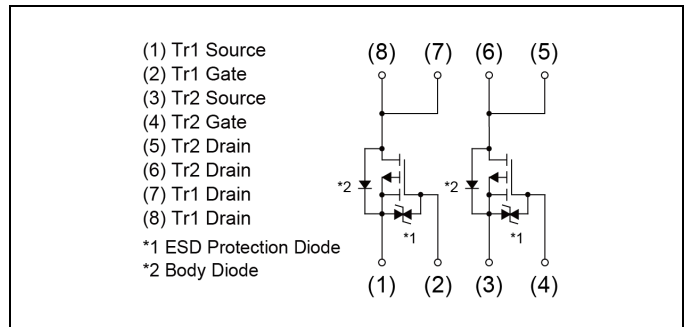 (1) Tr1 Source
(2) Tr1 Gate
(3) Tr2 Source
(4) Tr2 Gate
(5) Tr2 Drain
(6) Tr2 Drain
(7) Tr1 Drain
(8) Tr1 Drain
*1 ESD Protection Diode
*2 Body Diode
(8) (7) (6) (5)
*2 *2
*1 *1
(1) (2) (3) (4)